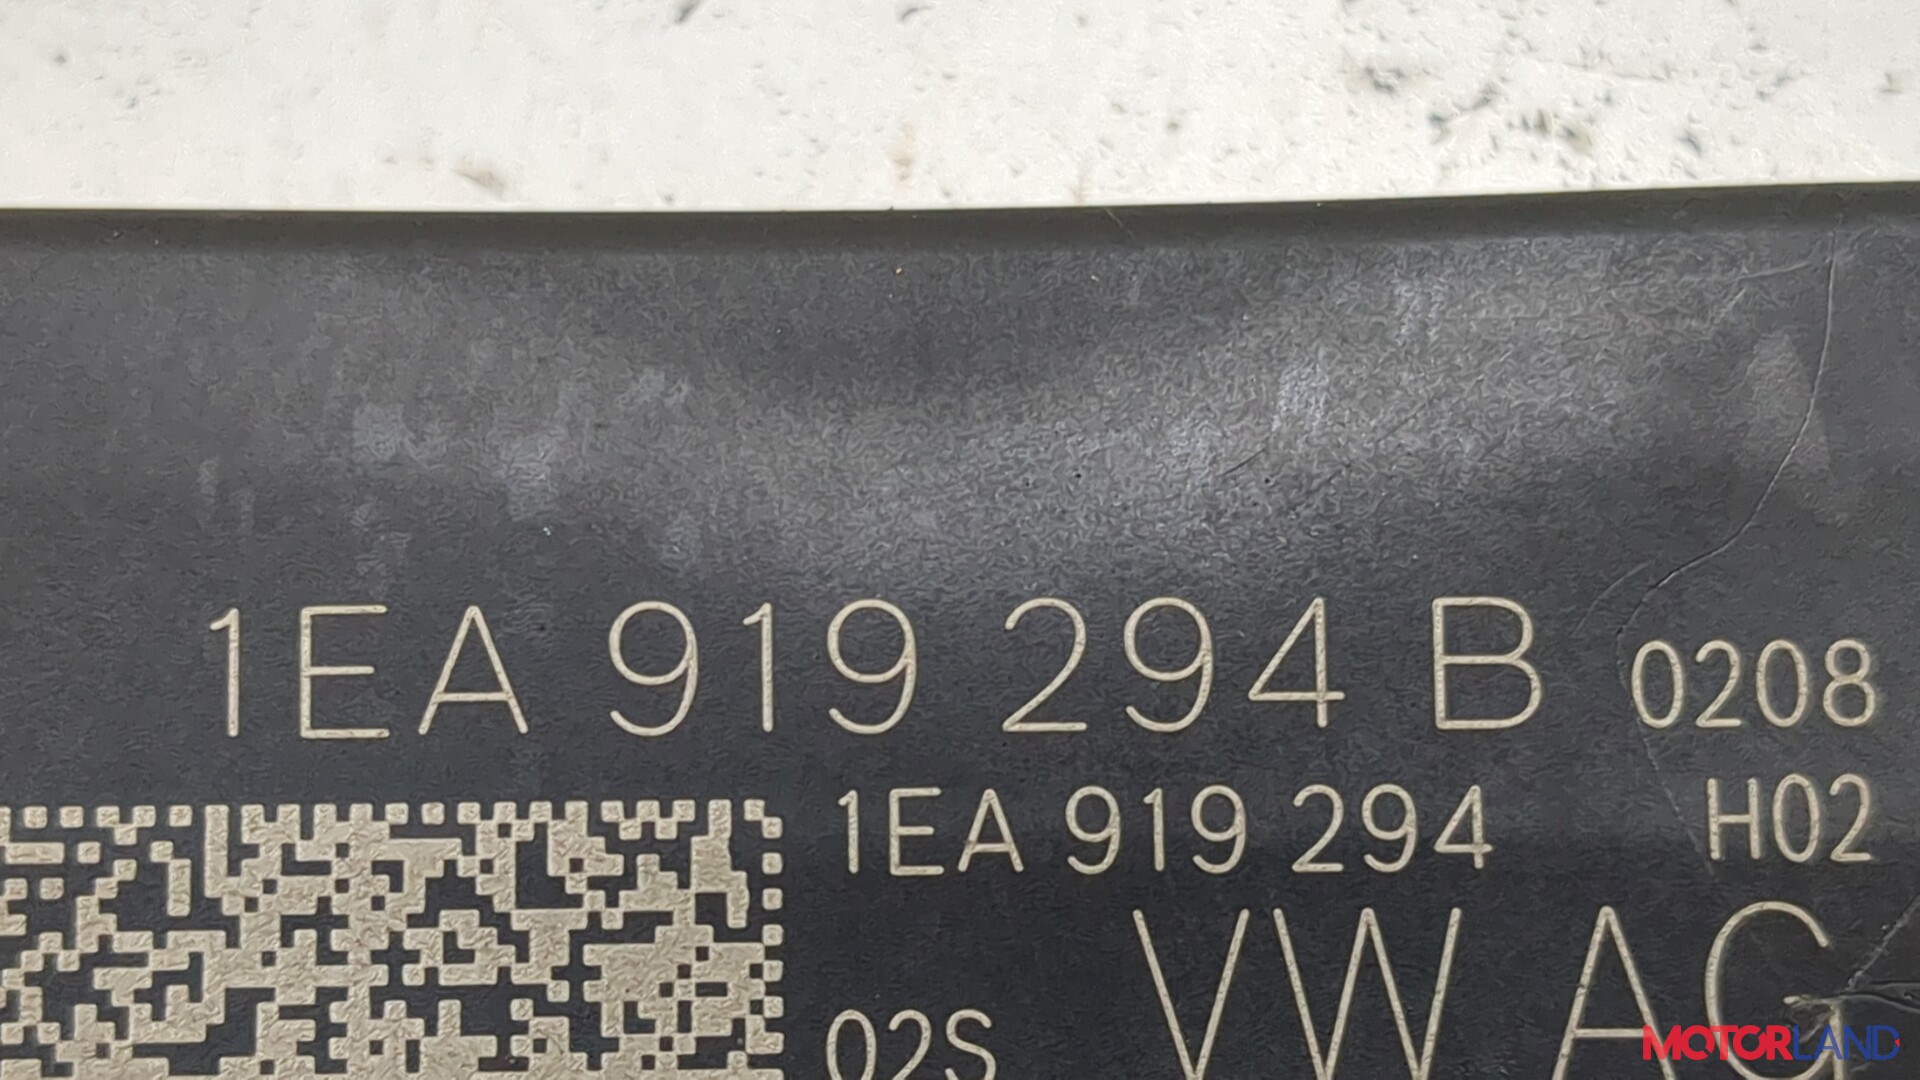 1EA 919 294 B 0208
1EA 919 294 H02
02S VW AG
MOTORLAND